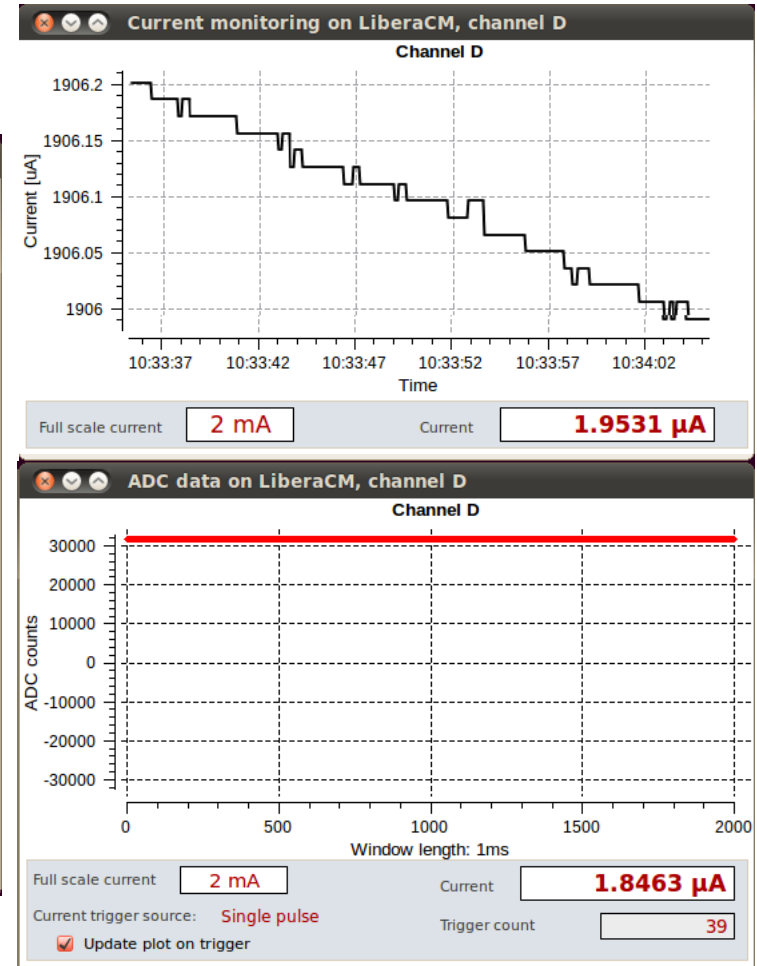 Current monitoring on LiberaCM, channel D
Channel D
1906.2
1906.15
1906.1
1906.05
1906
Current [uA]
10:33:37 10:33:42 10:33:47 10:33:52 10:33:57 10:34:02
Time
Full scale current 2 mA Current 1.9531 µA
ADC data on LiberaCM, channel D
Channel D
30000
20000
10000
0
-10000
-20000
-30000
ADC counts
0 500 1000 1500 2000
Window length: 1ms
Full scale current 2 mA Current 1.8463 µA
Current trigger source: Single pulse Trigger count 39
Update plot on trigger